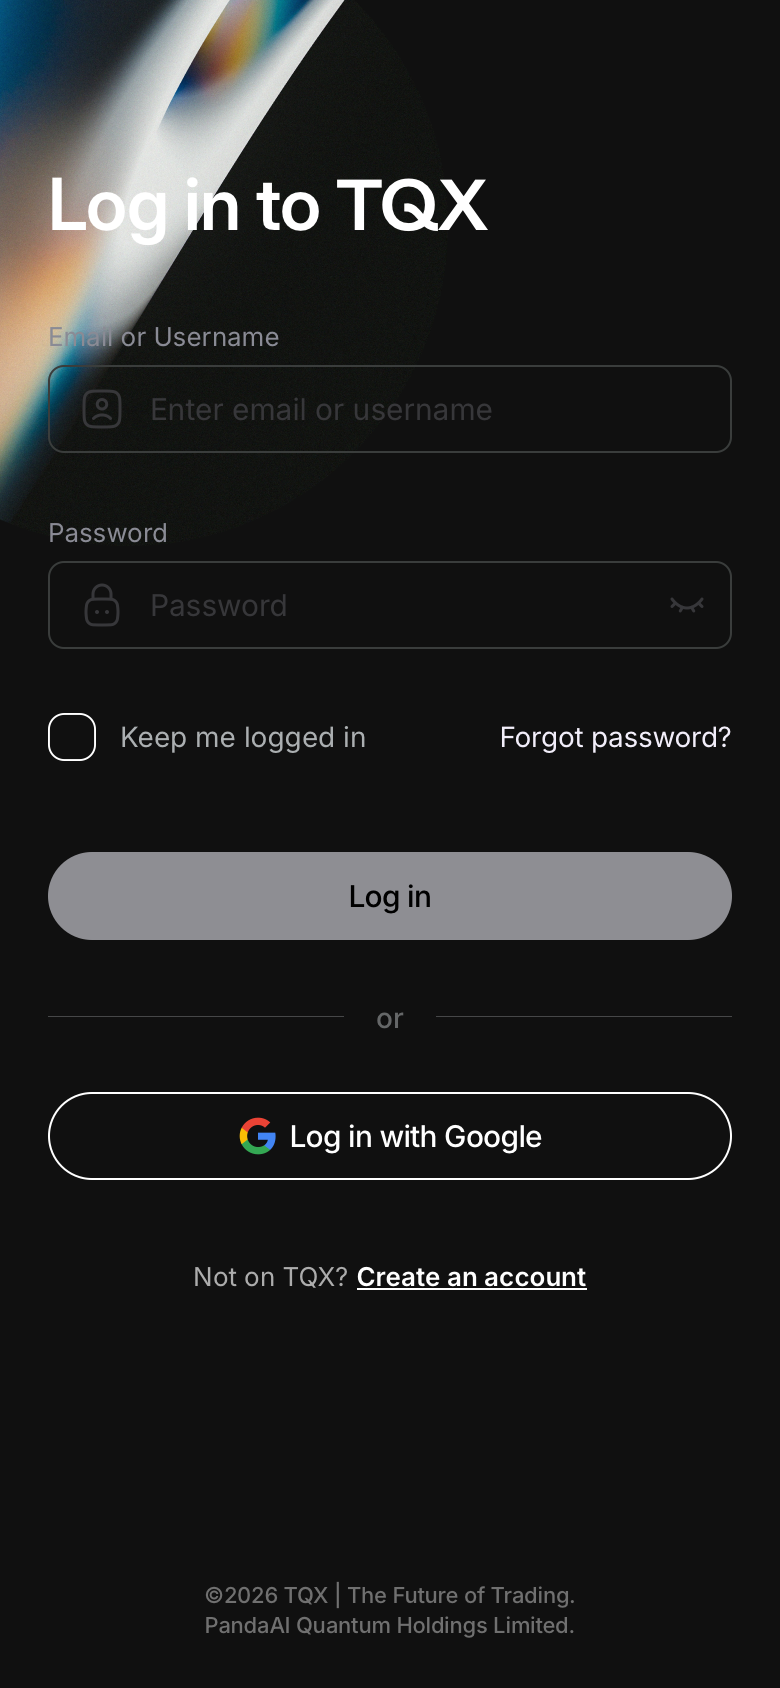 Log in to TQX
Email or Username
Enter email or username
Password
Password
Keep me logged in
Forgot password?
Log in
or
Log in with Google
Not on TQX? Create an account
©2026 TQX | The Future of Trading.
PandaAI Quantum Holdings Limited.